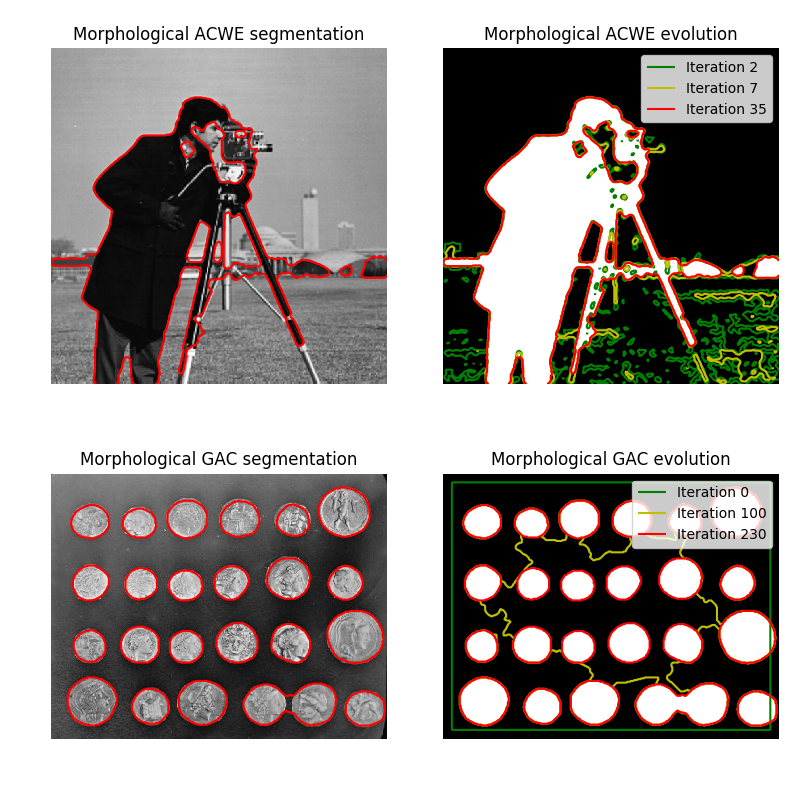 Morphological ACWE segmentation
Morphological ACWE evolution
Iteration 2
Iteration 7
Iteration 35
Morphological GAC segmentation
Morphological GAC evolution
Iteration 0
Iteration 100
Iteration 230